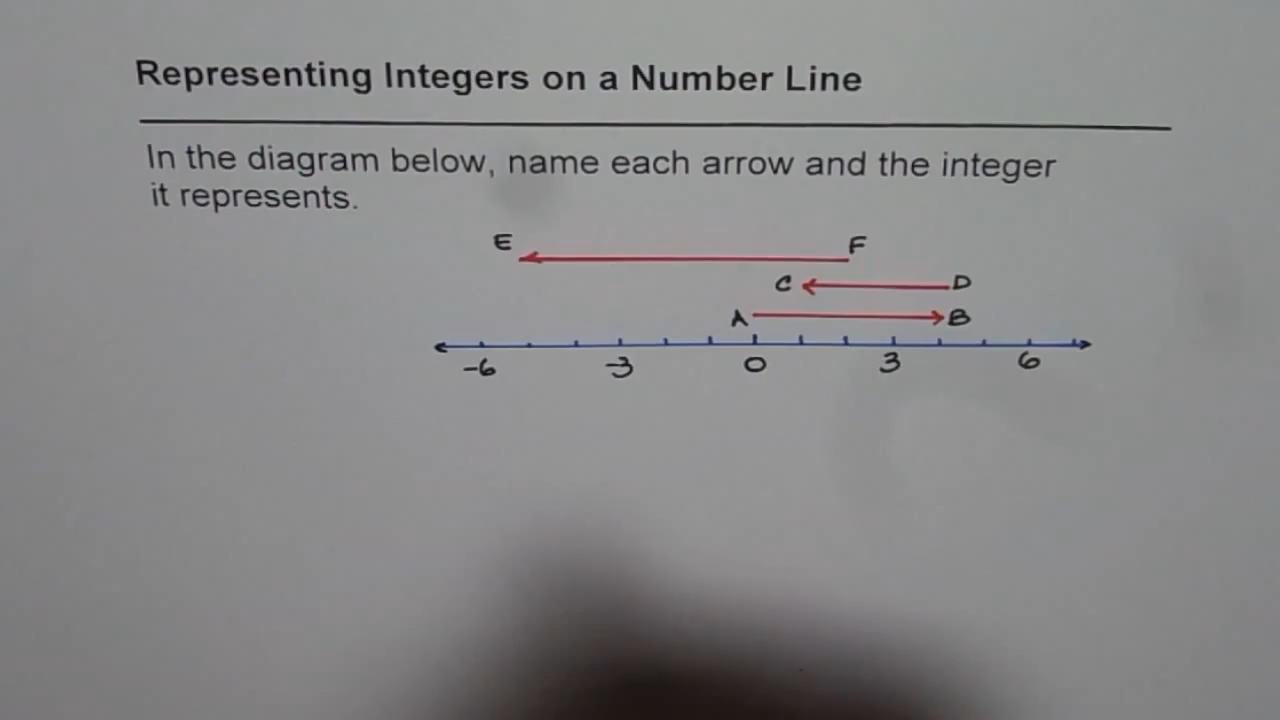 Representing Integers on a Number Line
In the diagram below, name each arrow and the integer
it represents.
E F
C D
A B
-6 -3 0 3 6